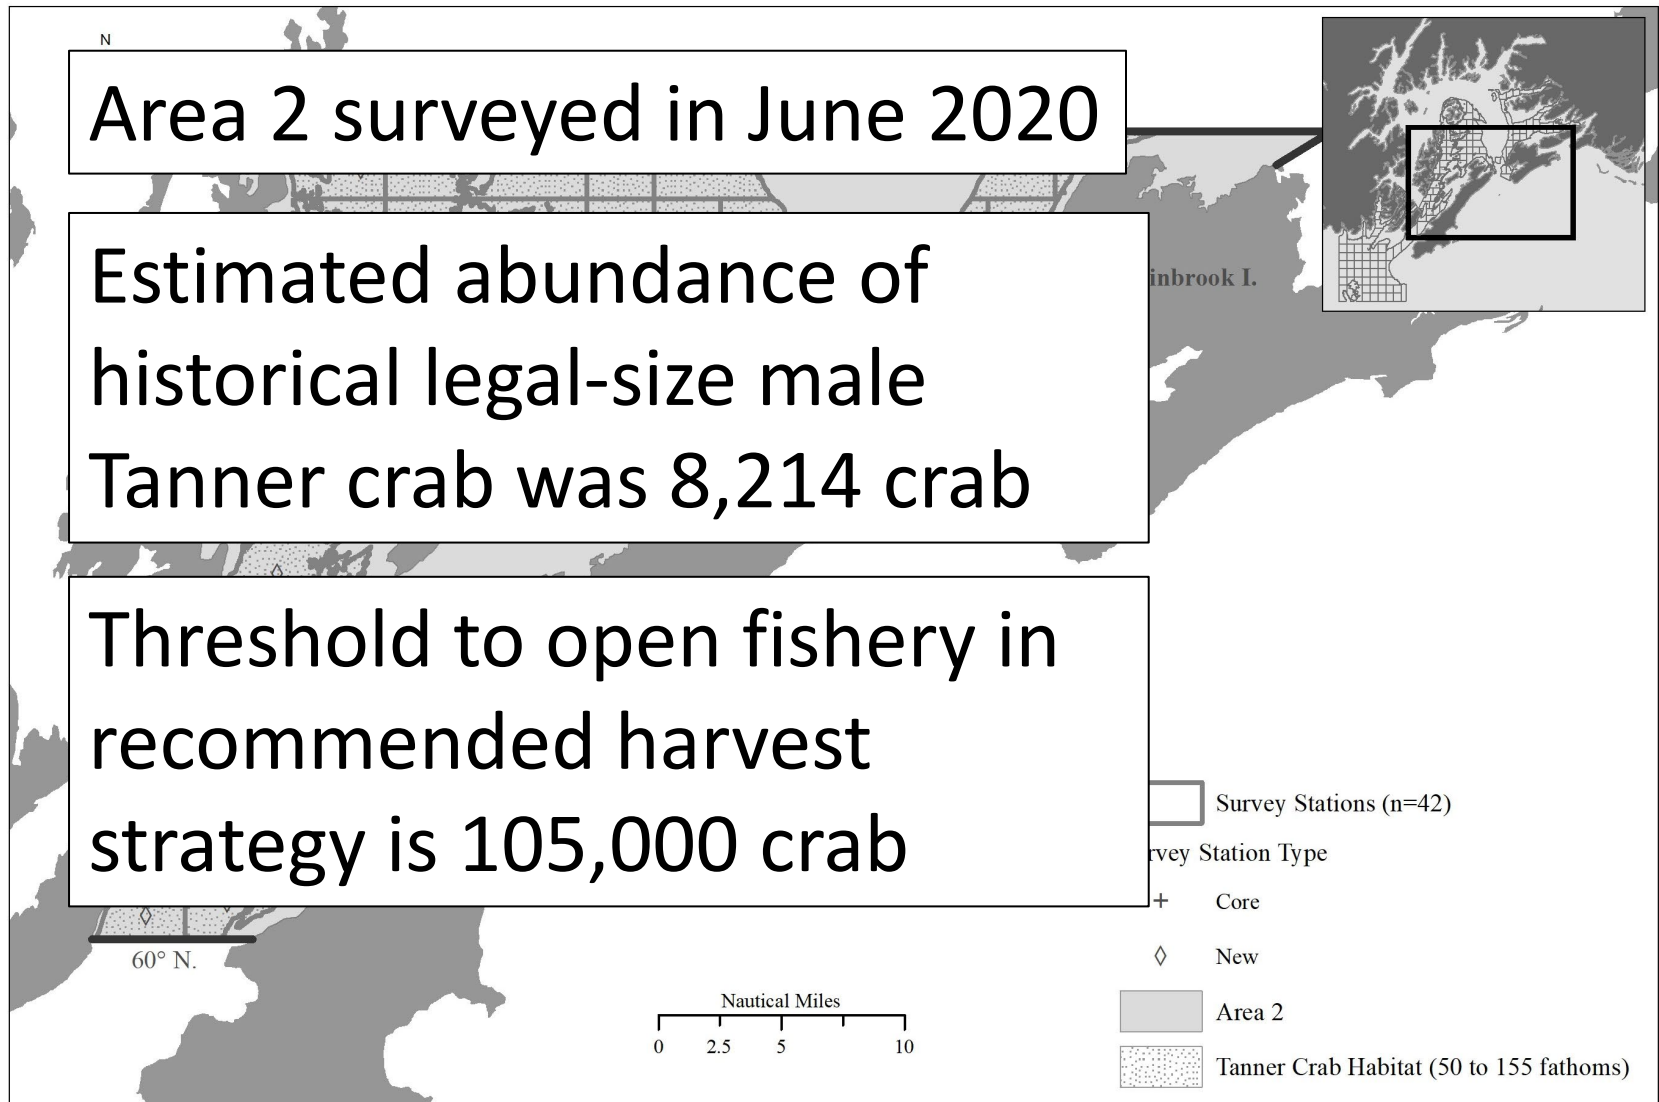 N
Area 2 surveyed in June 2020
Estimated abundance of
historical legal-size male
Tanner crab was 8,214 crab
inbrook I.
Threshold to open fishery in
recommended harvest
strategy is 105,000 crab
Survey Stations (n=42)
rvey Station Type
Core
New
60° N.
Nautical Miles
0 2.5 5 10
Area 2
Tanner Crab Habitat (50 to 155 fathoms)